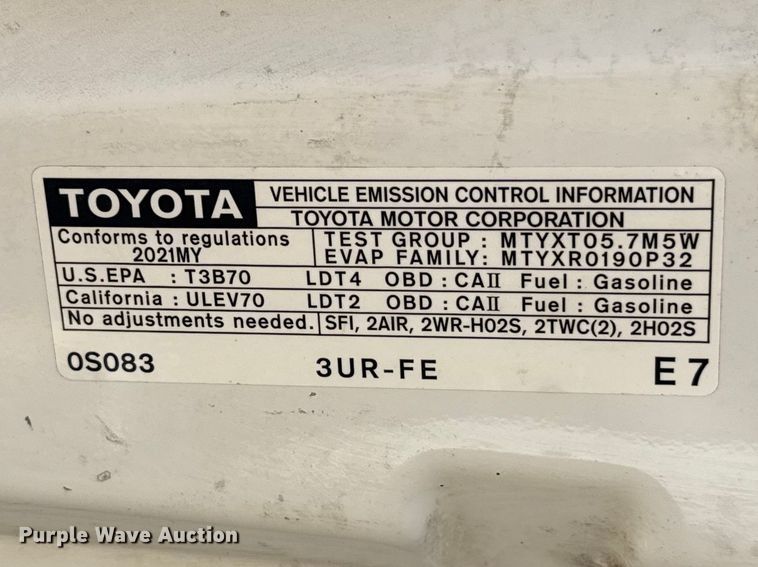 TOYOTA VEHICLE EMISSION CONTROL INFORMATION
TOYOTA MOTOR CORPORATION
Conforms to regulations
2021MY
TEST GROUP : MTYXT05.7M5W
EVAP FAMILY: MTYXR0190P32
U.S.EPA : T3B70 LDT4 OBD : CAⅡ Fuel : Gasoline
California : ULEV70 LDT2 OBD : CAⅡ Fuel : Gasoline
No adjustments needed. SFI, 2AIR, 2WR-HO2S, 2TWC(2), 2HO2S
0S083 3UR-FE E 7
Purple Wave Auction